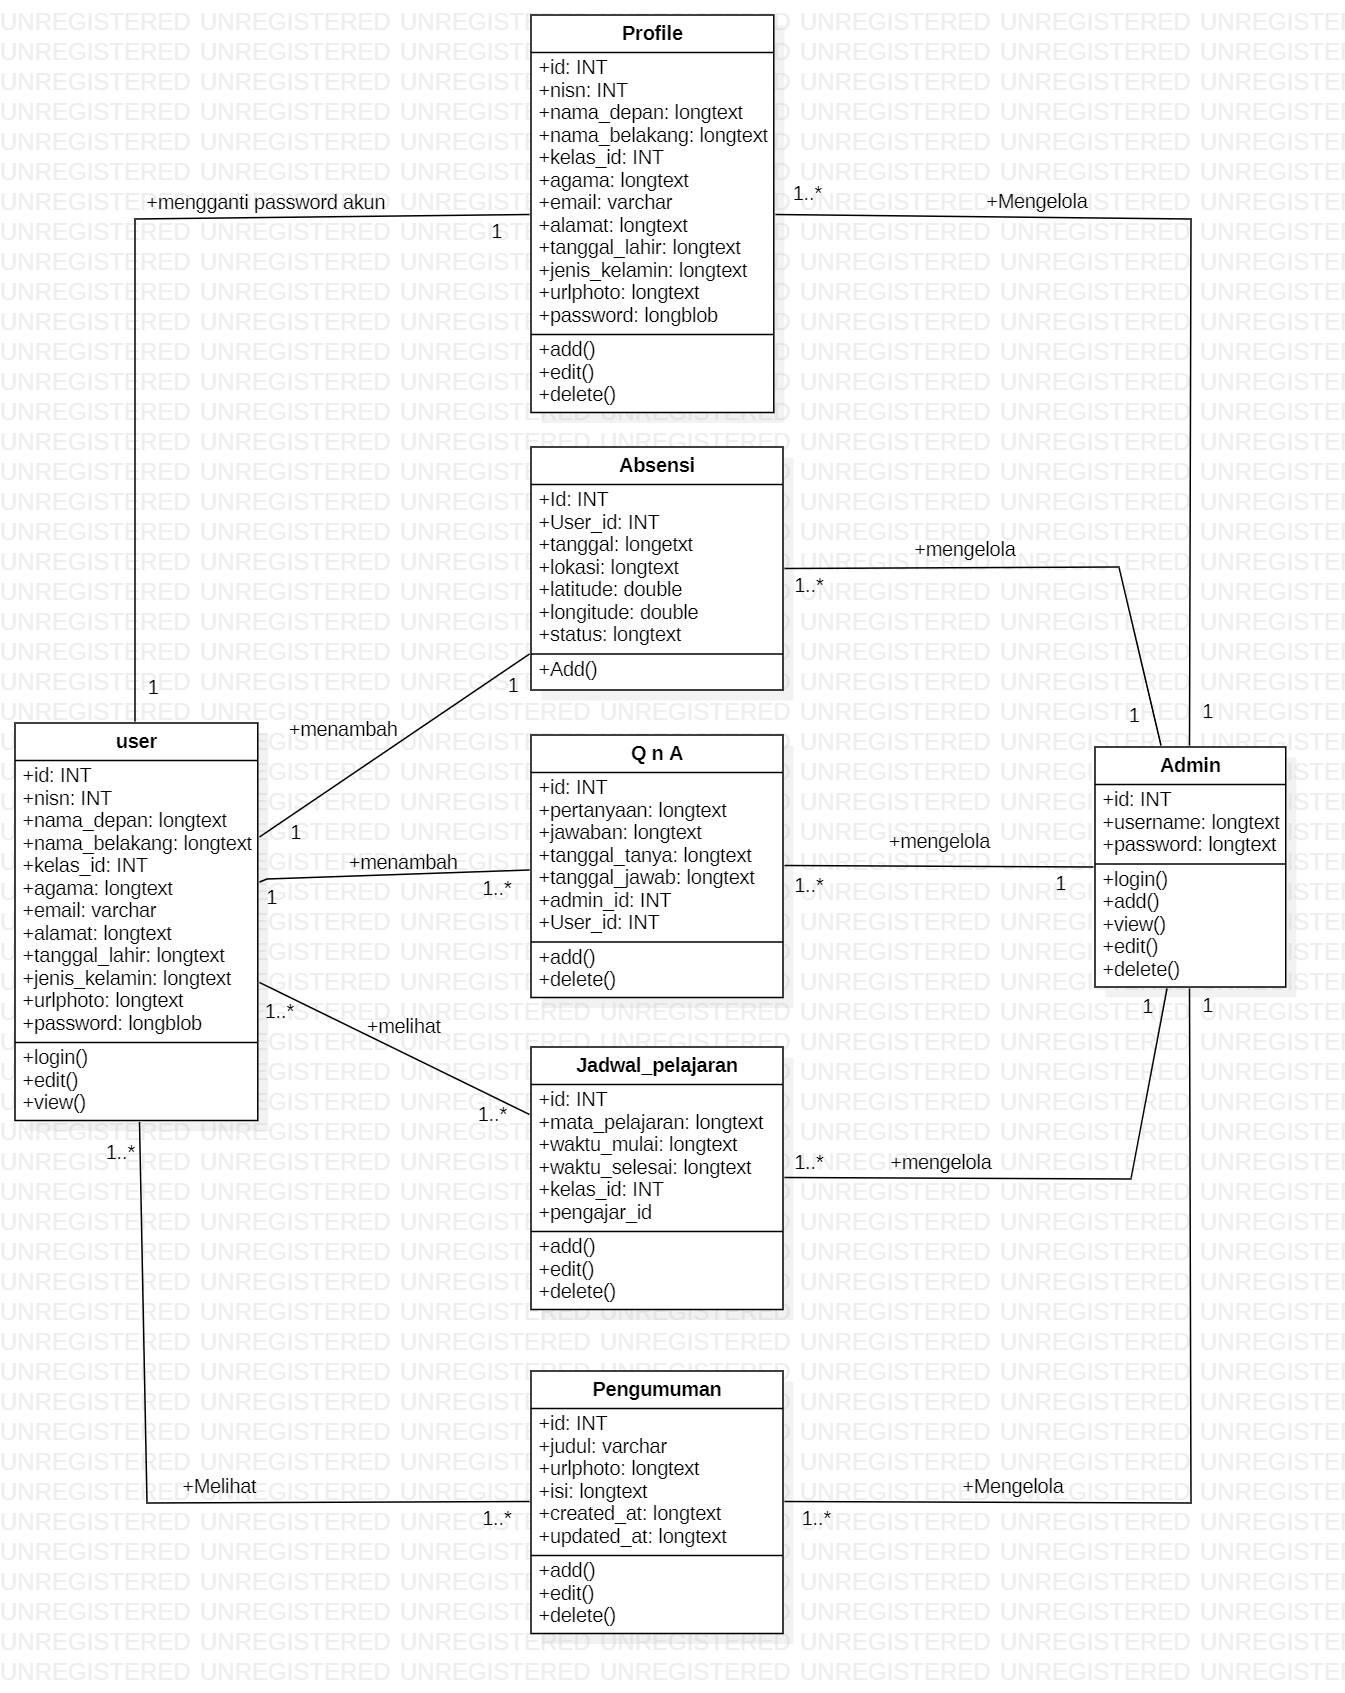 Profile
+id: INT
+nisn: INT
+nama_depan: longtext
+nama_belakang: longtext
+kelas_id: INT
+agama: longtext
+email: varchar
+alamat: longtext
+tanggal_lahir: longtext
+jenis_kelamin: longtext
+urlphoto: longtext
+password: longblob
+add()
+edit()
+delete()
+mengganti password akun
1
1
1..*
+Mengelola
1
Absensi
+Id: INT
+User_id: INT
+tanggal: longetxt
+lokasi: longtext
+latitude: double
+longitude: double
+status: longtext
+Add()
+mengelola
1..*
1
+menambah
1
1
user
+id: INT
+nisn: INT
+nama_depan: longtext
+nama_belakang: longtext
+kelas_id: INT
+agama: longtext
+email: varchar
+alamat: longtext
+tanggal_lahir: longtext
+jenis_kelamin: longtext
+urlphoto: longtext
+password: longblob
+login()
+edit()
+view()
Q n A
+id: INT
+pertanyaan: longtext
+jawaban: longtext
+tanggal_tanya: longtext
+tanggal_jawab: longtext
+admin_id: INT
+User_id: INT
+add()
+delete()
+menambah
1
1..*
+mengelola
1..*
1
Admin
+id: INT
+username: longtext
+password: longtext
+login()
+add()
+view()
+edit()
+delete()
1
1
1..*
+melihat
1..*
Jadwal_pelajaran
+id: INT
+mata_pelajaran: longtext
+waktu_mulai: longtext
+waktu_selesai: longtext
+kelas_id: INT
+pengajar_id
+add()
+edit()
+delete()
1..*
+mengelola
1..*
+Melihat
1..*
Pengumuman
+id: INT
+judul: varchar
+urlphoto: longtext
+isi: longtext
+created_at: longtext
+updated_at: longtext
+add()
+edit()
+delete()
+Mengelola
1..*
UNREGISTERED